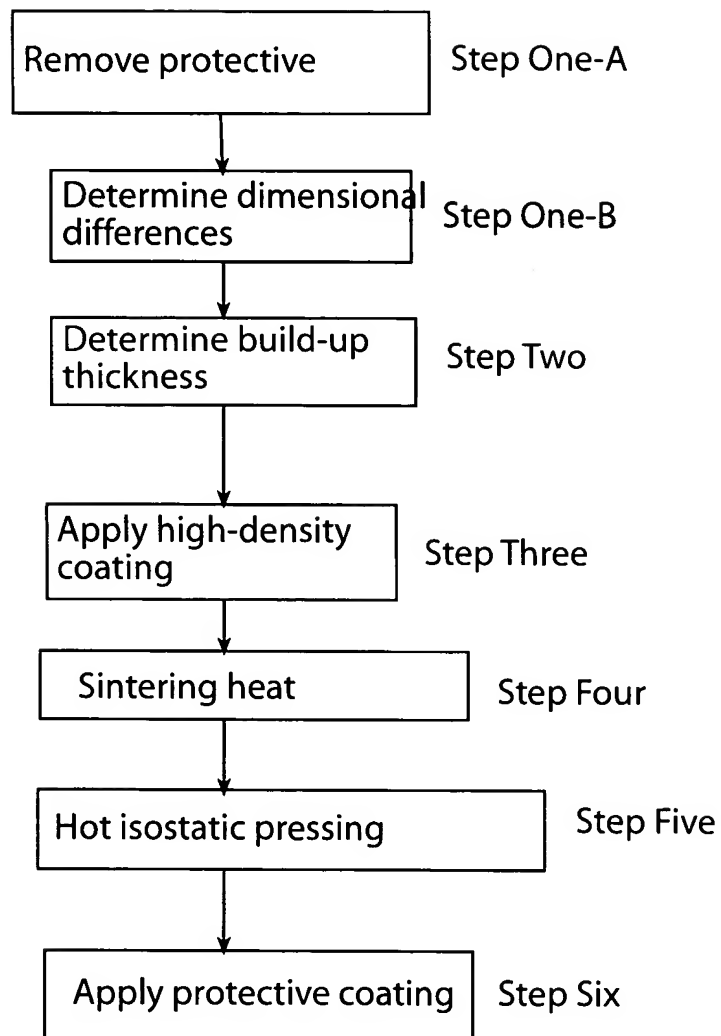 Remove protective
Step One-A
Determine dimensional
differences
Step One-B
Determine build-up
thickness
Step Two
Apply high-density
coating
Step Three
Sintering heat
Step Four
Hot isostatic pressing
Step Five
Apply protective coating
Step Six